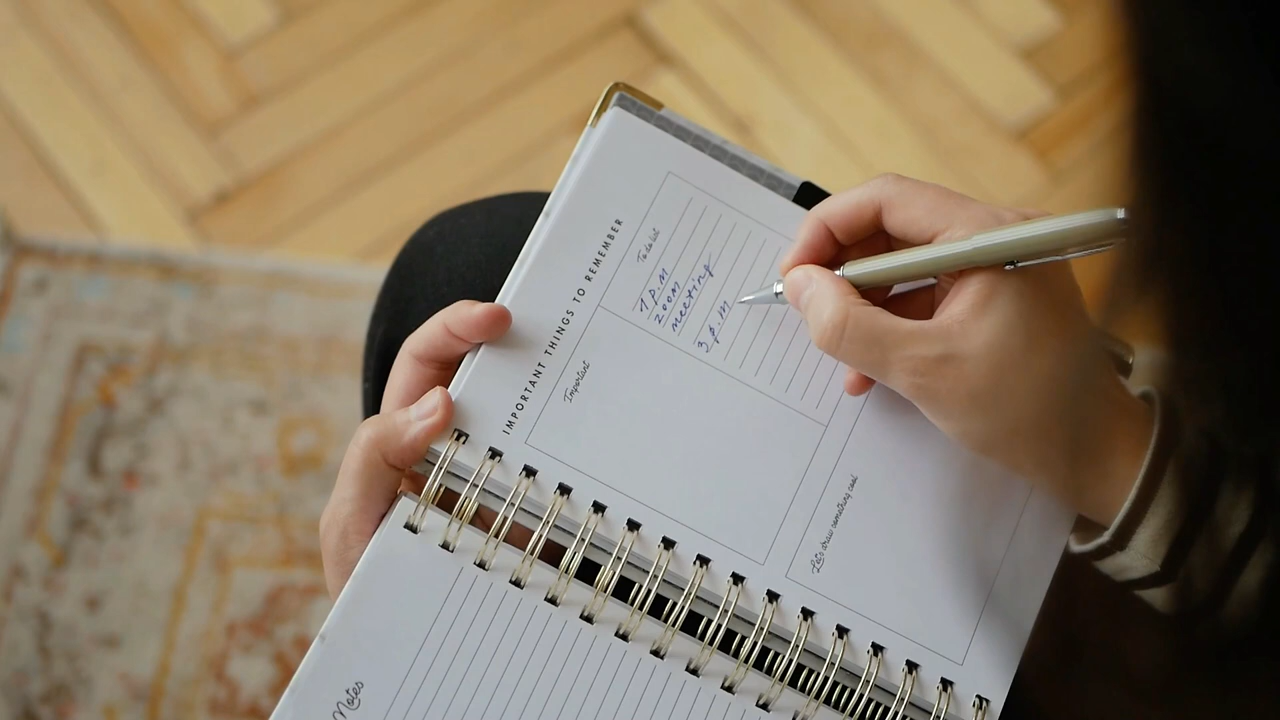 IMPORTANT THINGS TO REMEMBER
To do list
1 P.M
ZOOM
meeting
3 p.m
Important
Let's draw something cool
Notes